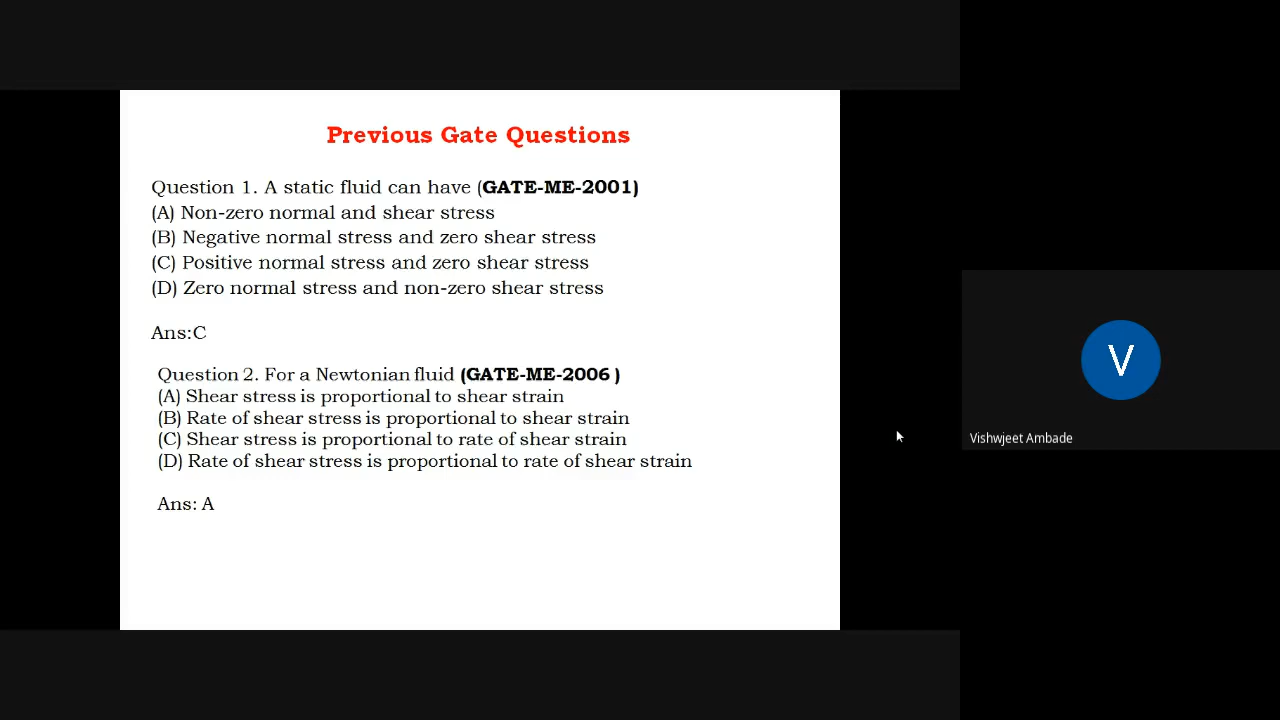 Previous Gate Questions
Question 1. A static fluid can have (GATE-ME-2001)
(A) Non-zero normal and shear stress
(B) Negative normal stress and zero shear stress
(C) Positive normal stress and zero shear stress
(D) Zero normal stress and non-zero shear stress
Ans:C
Question 2. For a Newtonian fluid (GATE-ME-2006 )
(A) Shear stress is proportional to shear strain
(B) Rate of shear stress is proportional to shear strain
(C) Shear stress is proportional to rate of shear strain
(D) Rate of shear stress is proportional to rate of shear strain
Ans: A
V
Vishwjeet Ambade